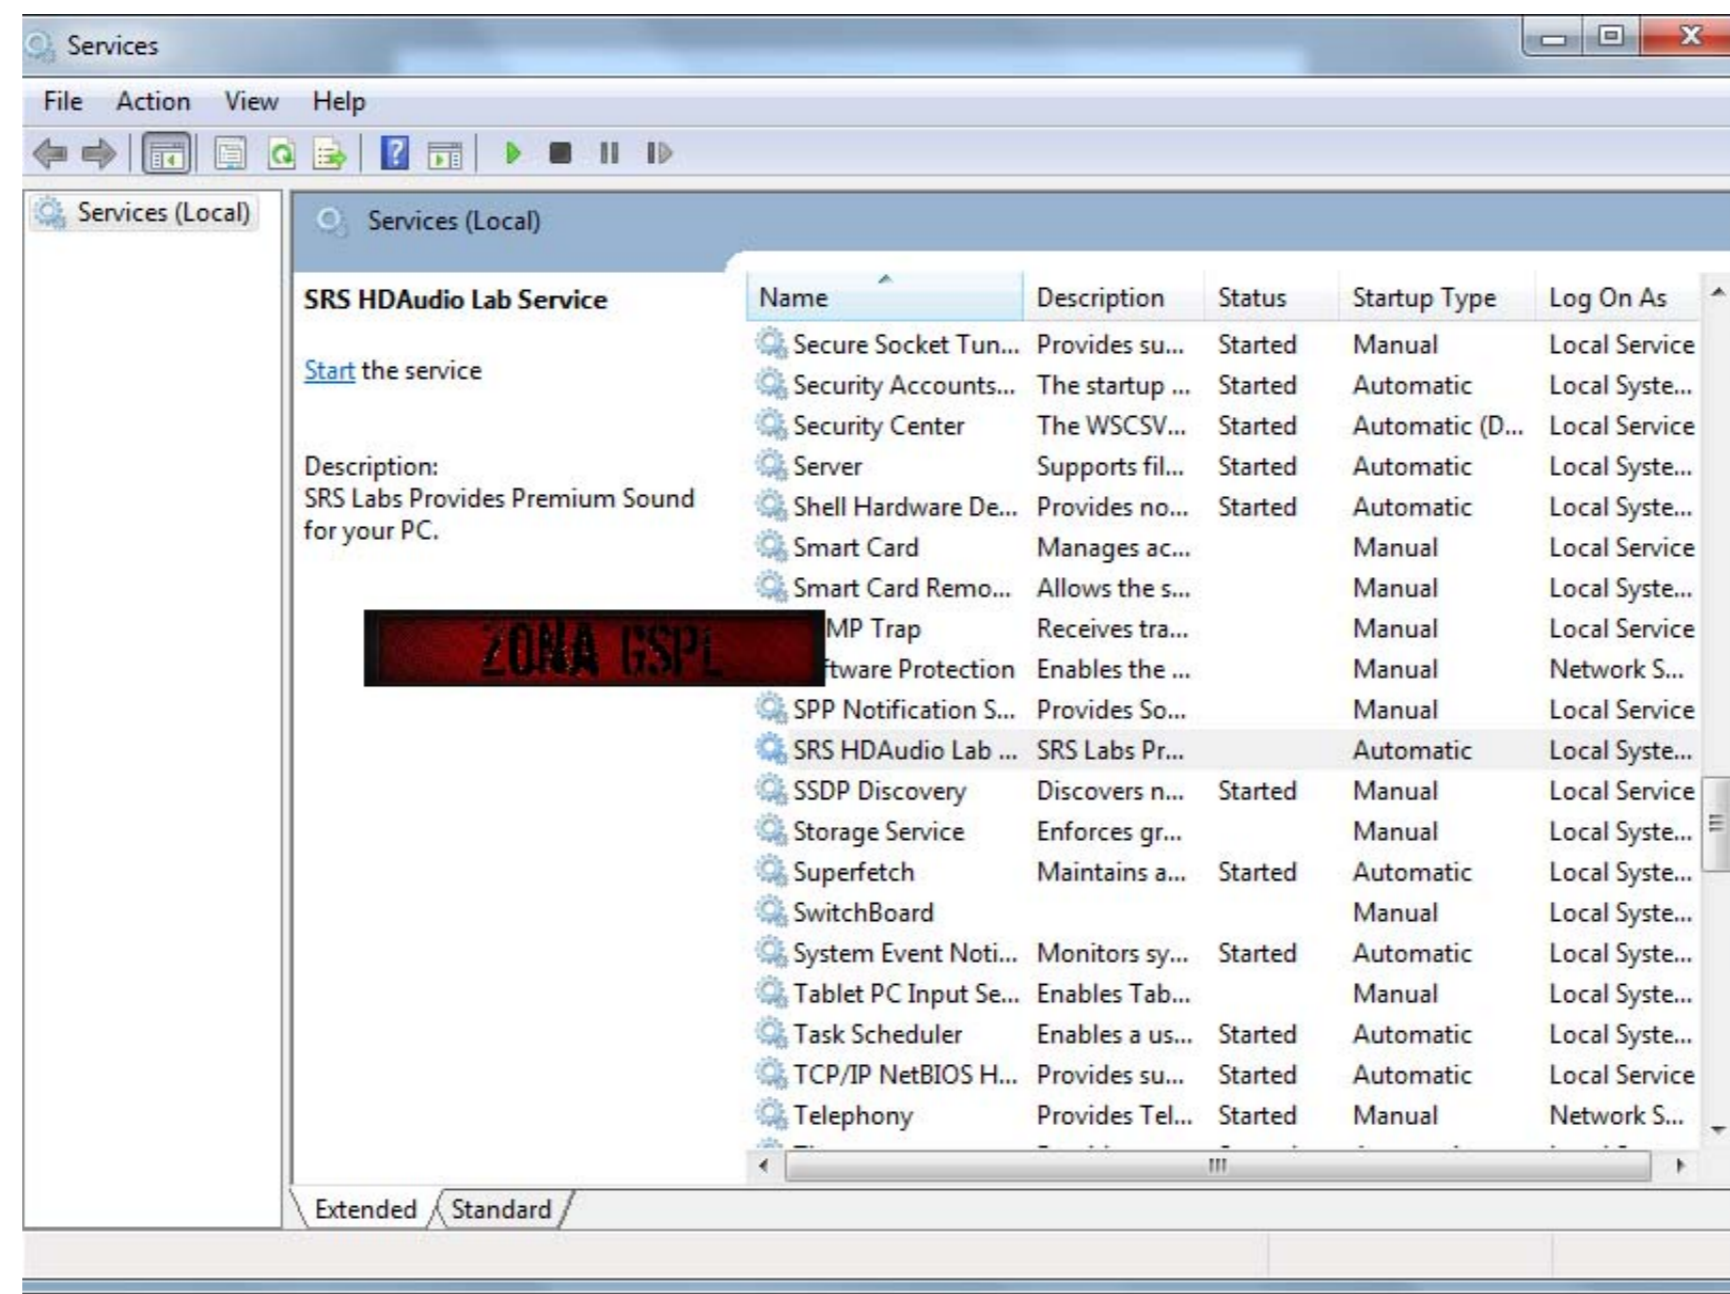 Services
File Action View Help
Services (Local)
Services (Local)
SRS HDAudio Lab Service
Start the service
Description:
SRS Labs Provides Premium Sound
for your PC.
ZONA GSPL
Name Description Status Startup Type Log On As
Secure Socket Tun... Provides su... Started Manual Local Service
Security Accounts... The startup ... Started Automatic Local Syste...
Security Center The WSCSV... Started Automatic (D... Local Service
Server Supports fil... Started Automatic Local Syste...
Shell Hardware De... Provides no... Started Automatic Local Syste...
Smart Card Manages ac... Manual Local Service
Smart Card Remo... Allows the s... Manual Local Syste...
MP Trap Receives tra... Manual Local Service
ftware Protection Enables the ... Manual Network S...
SPP Notification S... Provides So... Manual Local Service
SRS HDAudio Lab ... SRS Labs Pr... Automatic Local Syste...
SSDP Discovery Discovers n... Started Manual Local Service
Storage Service Enforces gr... Manual Local Syste...
Superfetch Maintains a... Started Automatic Local Syste...
SwitchBoard Manual Local Syste...
System Event Noti... Monitors sy... Started Automatic Local Syste...
Tablet PC Input Se... Enables Tab... Manual Local Syste...
Task Scheduler Enables a us... Started Automatic Local Syste...
TCP/IP NetBIOS H... Provides su... Started Automatic Local Service
Telephony Provides Tel... Started Manual Network S...
Extended Standard